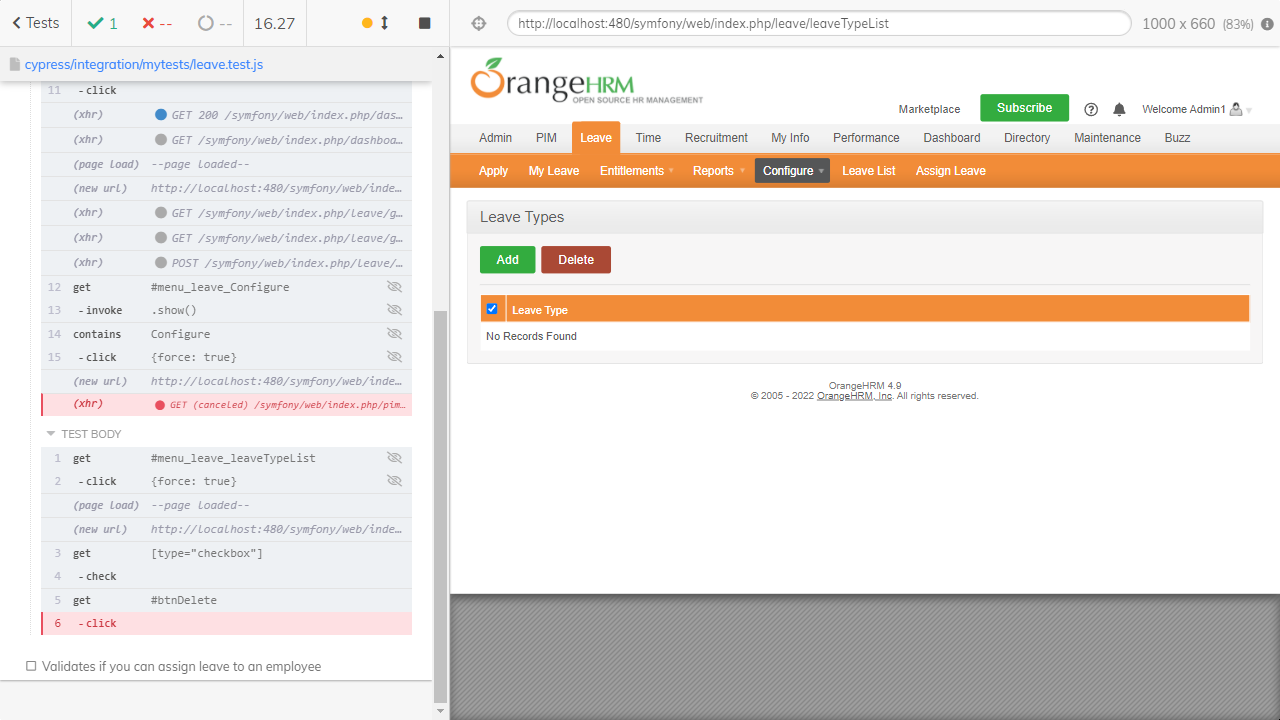 Tests
1
--
--
16.27
cypress/integration/mytests/leave.test.js
11 -click
(xhr) GET 200 /symfony/web/index.php/das…
(xhr) GET /symfony/web/index.php/dashboa…
(page load) --page loaded--
(new url) http://localhost:480/symfony/web/inde…
(xhr) GET /symfony/web/index.php/leave/g…
(xhr) GET /symfony/web/index.php/leave/g…
(xhr) POST /symfony/web/index.php/leave/…
12 get #menu_leave_Configure
13 -invoke .show()
14 contains Configure
15 -click {force: true}
(new url) http://localhost:480/symfony/web/inde…
(xhr) GET (canceled) /symfony/web/index.php/pim…
TEST BODY
1 get #menu_leave_leaveTypeList
2 -click {force: true}
(page load) --page loaded--
(new url) http://localhost:480/symfony/web/inde…
3 get [type="checkbox"]
4 -check
5 get #btnDelete
6 -click
Validates if you can assign leave to an employee
http://localhost:480/symfony/web/index.php/leave/leaveTypeList
1000 x 660 (83%)
OrangeHRM
OPEN SOURCE HR MANAGEMENT
Marketplace Subscribe Welcome Admin1
Admin PIM Leave Time Recruitment My Info Performance Dashboard Directory Maintenance Buzz
Apply My Leave Entitlements Reports Configure Leave List Assign Leave
Leave Types
Add Delete
Leave Type
No Records Found
OrangeHRM 4.9
© 2005 - 2022 OrangeHRM, Inc. All rights reserved.